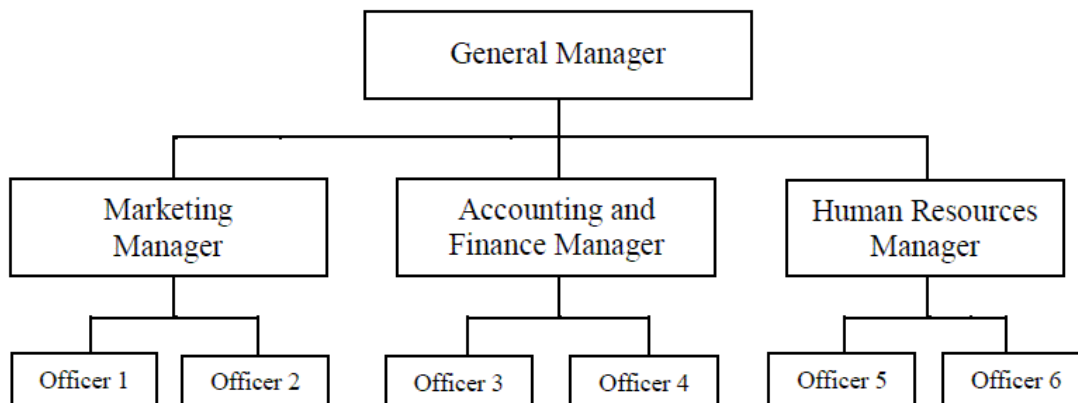 General Manager
Marketing
Manager
Accounting and
Finance Manager
Human Resources
Manager
Officer 1
Officer 2
Officer 3
Officer 4
Officer 5
Officer 6